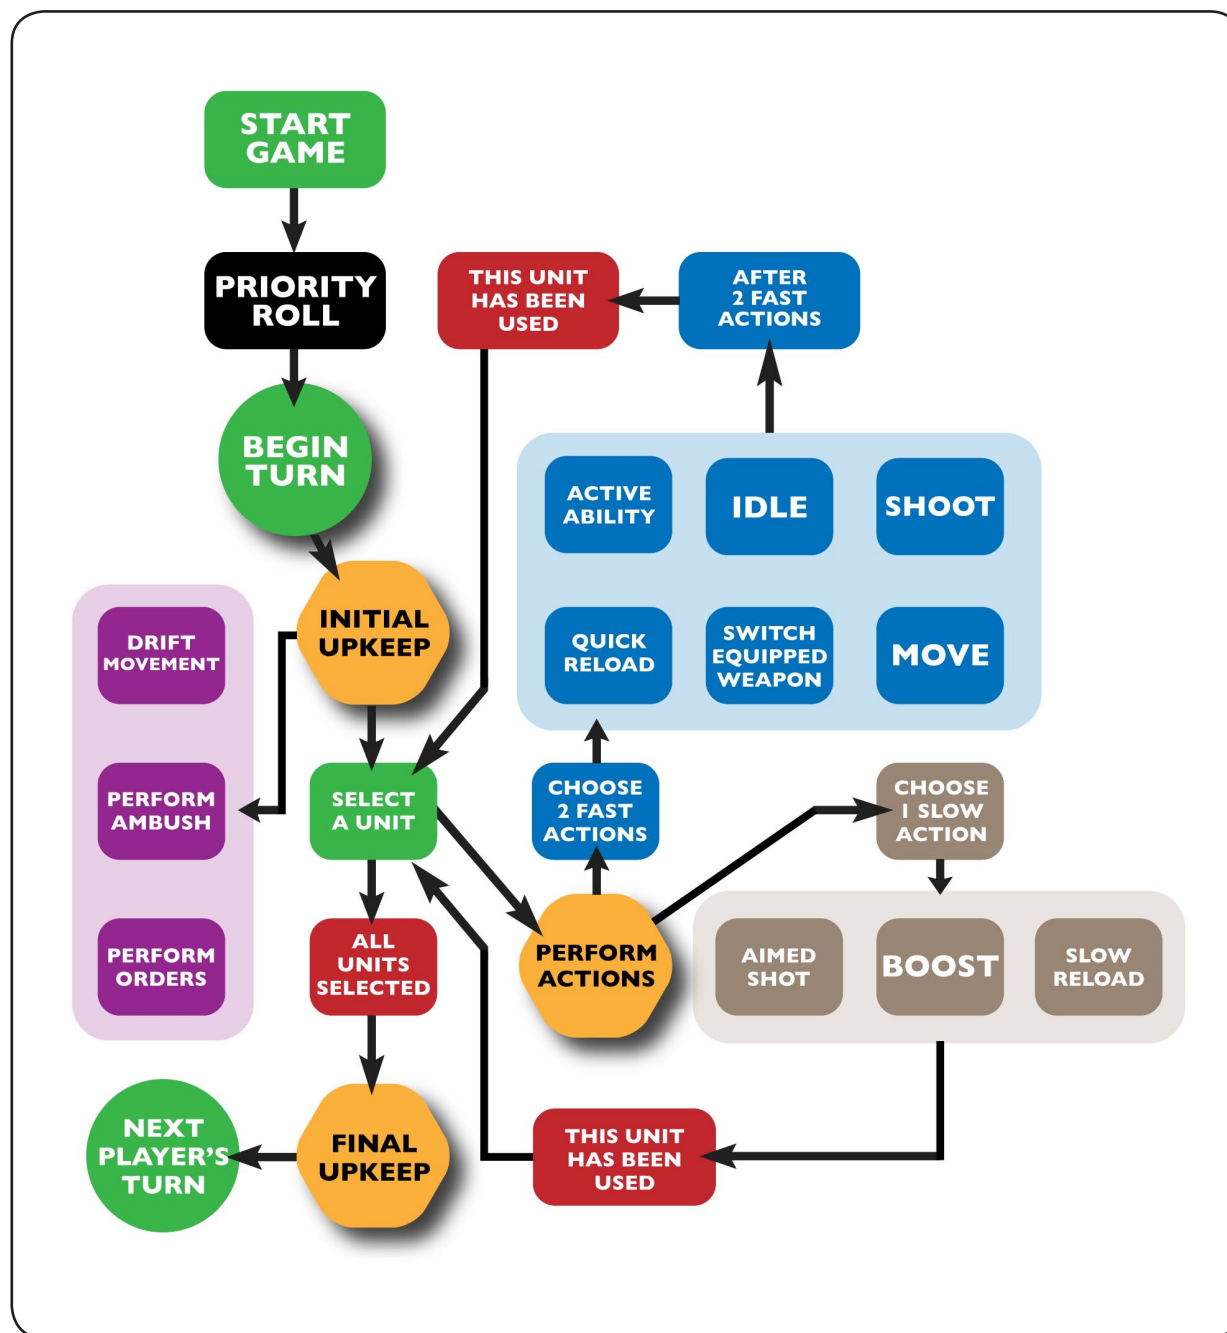 START
GAME
PRIORITY
ROLL
THIS UNIT
HAS BEEN
USED
AFTER
2 FAST
ACTIONS
BEGIN
TURN
ACTIVE
ABILITY
IDLE
SHOOT
INITIAL
UPKEEP
DRIFT
MOVEMENT
QUICK
RELOAD
SWITCH
EQUIPPED
WEAPON
MOVE
PERFORM
AMBUSH
SELECT
A UNIT
CHOOSE
2 FAST
ACTIONS
CHOOSE
1 SLOW
ACTION
PERFORM
ORDERS
ALL
UNITS
SELECTED
PERFORM
ACTIONS
AIMED
SHOT
BOOST
SLOW
RELOAD
NEXT
PLAYER'S
TURN
FINAL
UPKEEP
THIS UNIT
HAS BEEN
USED